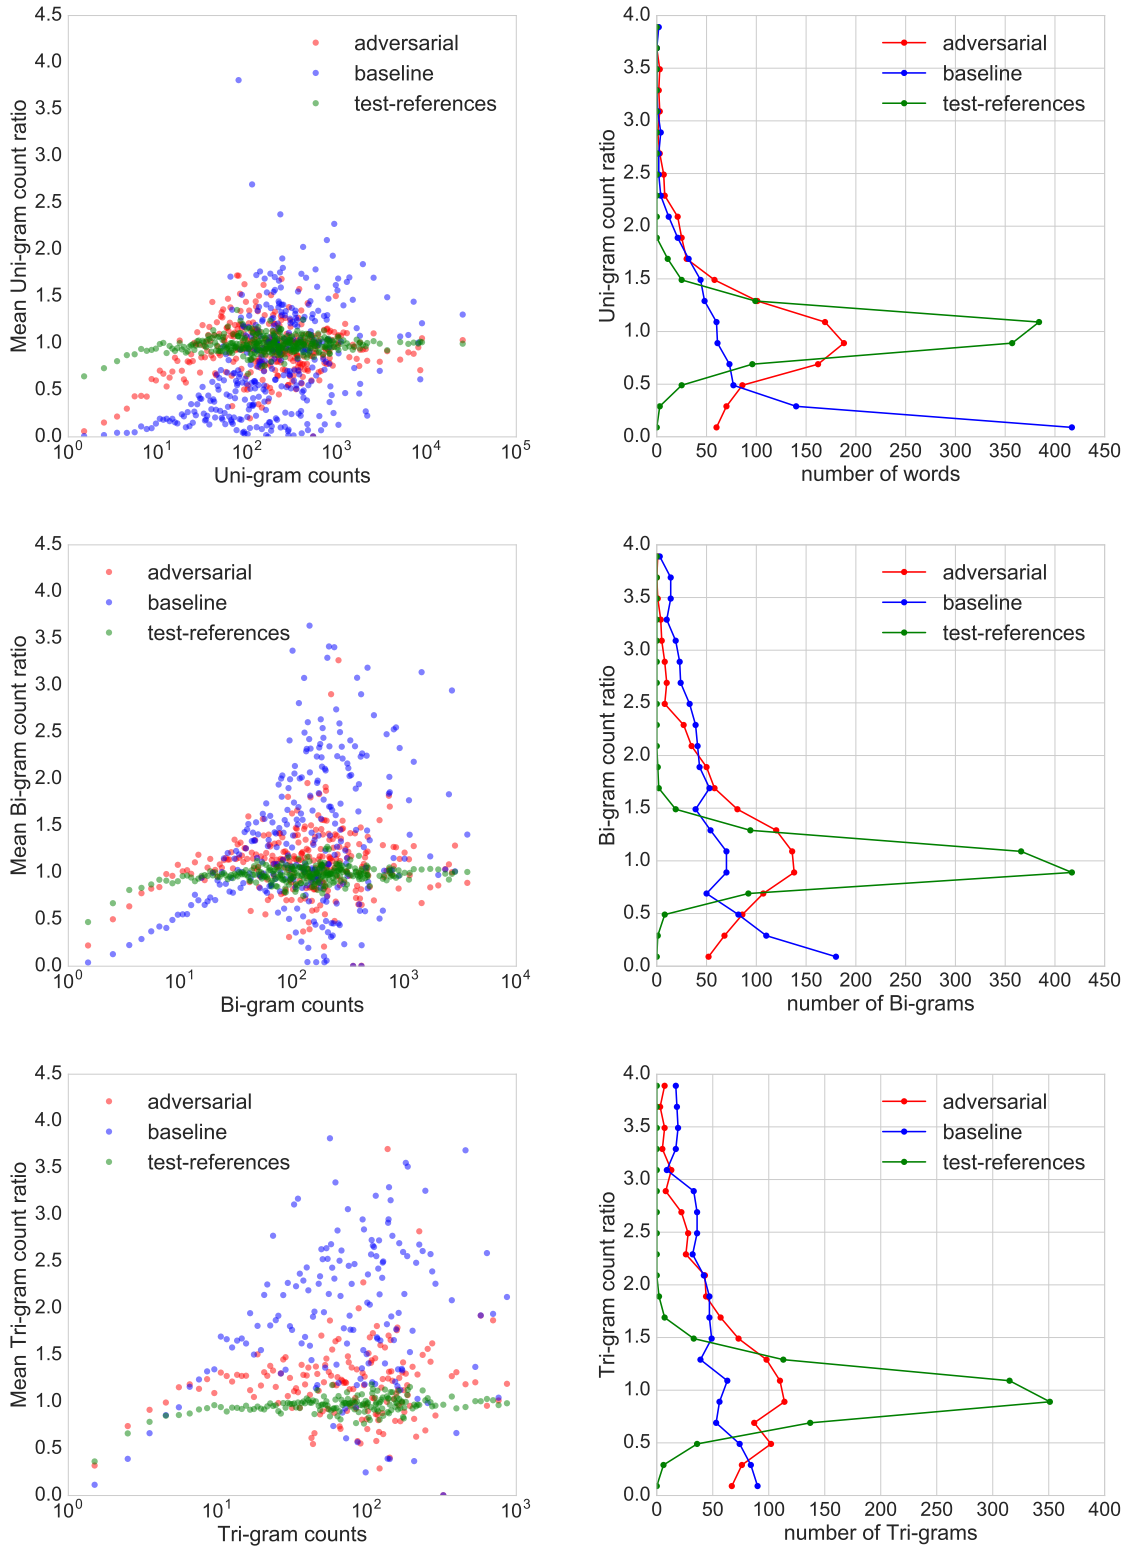 4.5
4.0
3.5
3.0
2.5
2.0
1.5
1.0
0.5
0.0
Mean Uni-gram count ratio
adversarial
baseline
test-references
10^0 10^1 10^2 10^3 10^4 10^5
Uni-gram counts
4.0
3.5
3.0
2.5
2.0
1.5
1.0
0.5
0.0
Uni-gram count ratio
adversarial
baseline
test-references
0 50 100 150 200 250 300 350 400 450
number of words
4.5
4.0
3.5
3.0
2.5
2.0
1.5
1.0
0.5
0.0
Mean Bi-gram count ratio
adversarial
baseline
test-references
10^0 10^1 10^2 10^3 10^4
Bi-gram counts
4.0
3.5
3.0
2.5
2.0
1.5
1.0
0.5
0.0
Bi-gram count ratio
adversarial
baseline
test-references
0 50 100 150 200 250 300 350 400 450
number of Bi-grams
4.5
4.0
3.5
3.0
2.5
2.0
1.5
1.0
0.5
0.0
Mean Tri-gram count ratio
adversarial
baseline
test-references
10^0 10^1 10^2 10^3
Tri-gram counts
4.0
3.5
3.0
2.5
2.0
1.5
1.0
0.5
0.0
Tri-gram count ratio
adversarial
baseline
test-references
0 50 100 150 200 250 300 350 400
number of Tri-grams